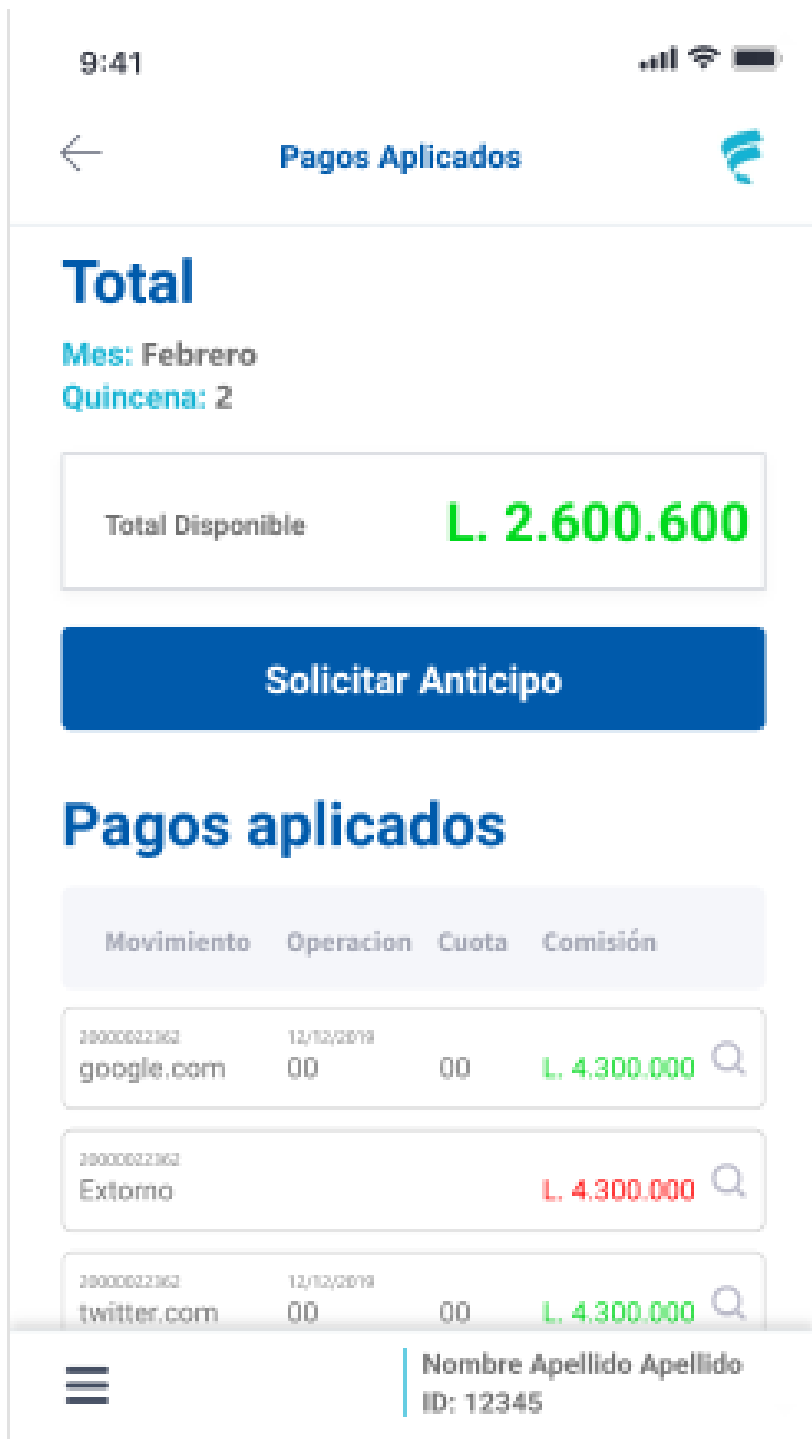 9:41
Pagos Aplicados
Total
Mes: Febrero
Quincena: 2
Total Disponible L. 2.600.600
Solicitar Anticipo
Pagos aplicados
Movimiento Operacion Cuota Comisión
20000022362 12/12/2019
google.com 00 00 L. 4.300.000
20000022362
Extorno L. 4.300.000
20000022362 12/12/2019
twitter.com 00 00 L. 4.300.000
Nombre Apellido Apellido
ID: 12345